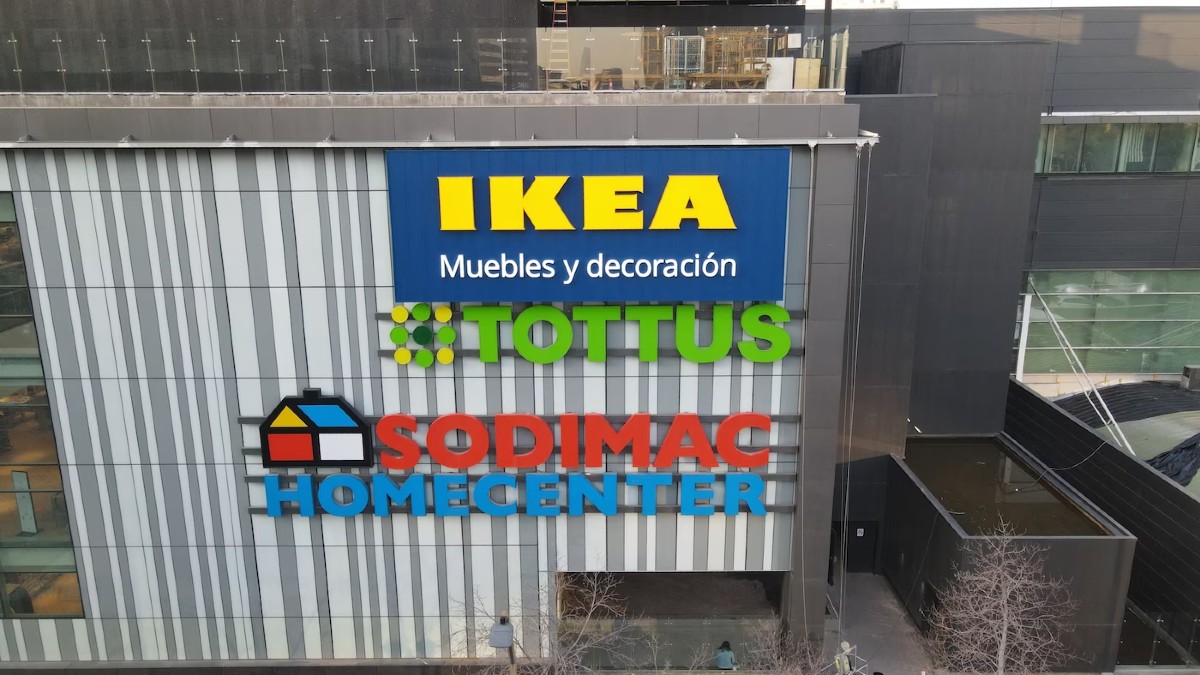 IKEA
Muebles y decoración
TOTTUS
SODIMAC
HOMECENTER